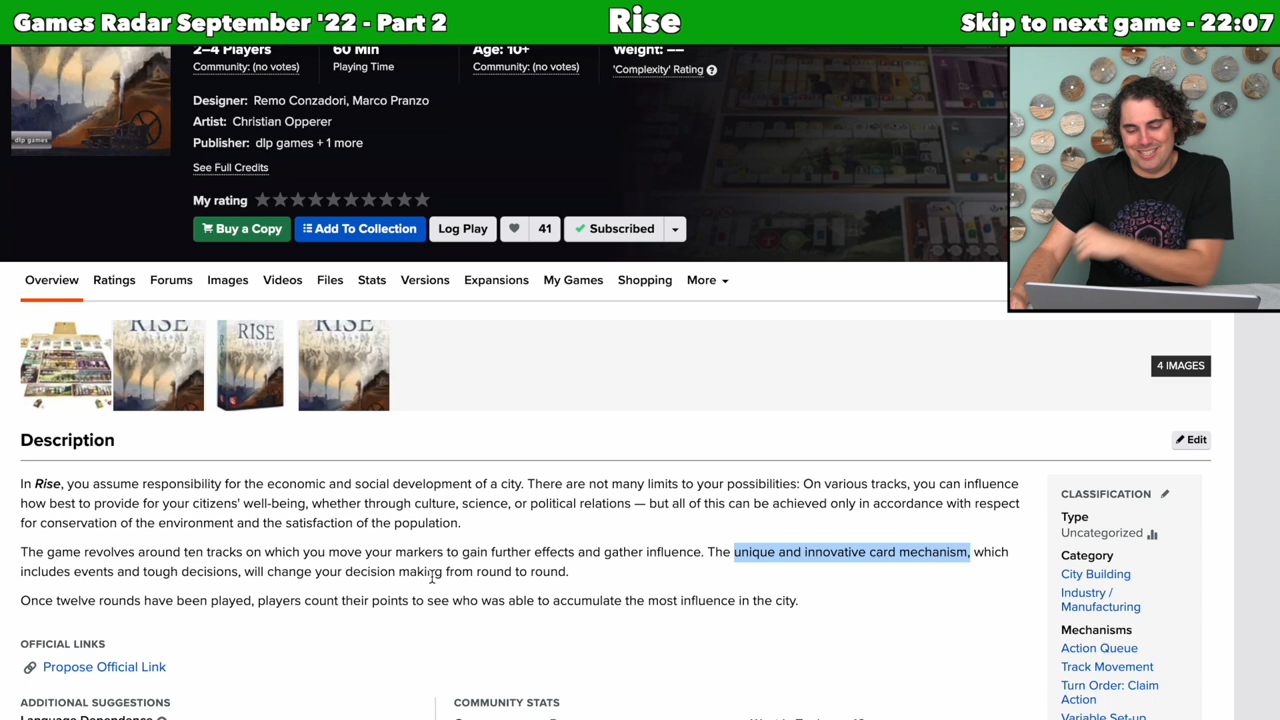 Games Radar September '22 - Part 2
Rise
Skip to next game - 22:07
2–4 Players
Community: (no votes)
60 Min
Playing Time
Age: 10+
Community: (no votes)
Weight: ––
'Complexity' Rating
dlp games
Designer: Remo Conzadori, Marco Pranzo
Artist: Christian Opperer
Publisher: dlp games + 1 more
See Full Credits
My rating
Buy a Copy
Add To Collection
Log Play
41
Subscribed
Overview
Ratings
Forums
Images
Videos
Files
Stats
Versions
Expansions
My Games
Shopping
More
RISE
RISE
RISE
4 IMAGES
Description
Edit
In Rise, you assume responsibility for the economic and social development of a city. There are not many limits to your possibilities: On various tracks, you can influence
how best to provide for your citizens' well-being, whether through culture, science, or political relations — but all of this can be achieved only in accordance with respect
for conservation of the environment and the satisfaction of the population.
The game revolves around ten tracks on which you move your markers to gain further effects and gather influence. The unique and innovative card mechanism, which
includes events and tough decisions, will change your decision making from round to round.
Once twelve rounds have been played, players count their points to see who was able to accumulate the most influence in the city.
OFFICIAL LINKS
Propose Official Link
ADDITIONAL SUGGESTIONS
Language Dependence
COMMUNITY STATS
CLASSIFICATION
Type
Uncategorized
Category
City Building
Industry /
Manufacturing
Mechanisms
Action Queue
Track Movement
Turn Order: Claim
Action
Variable Set-up